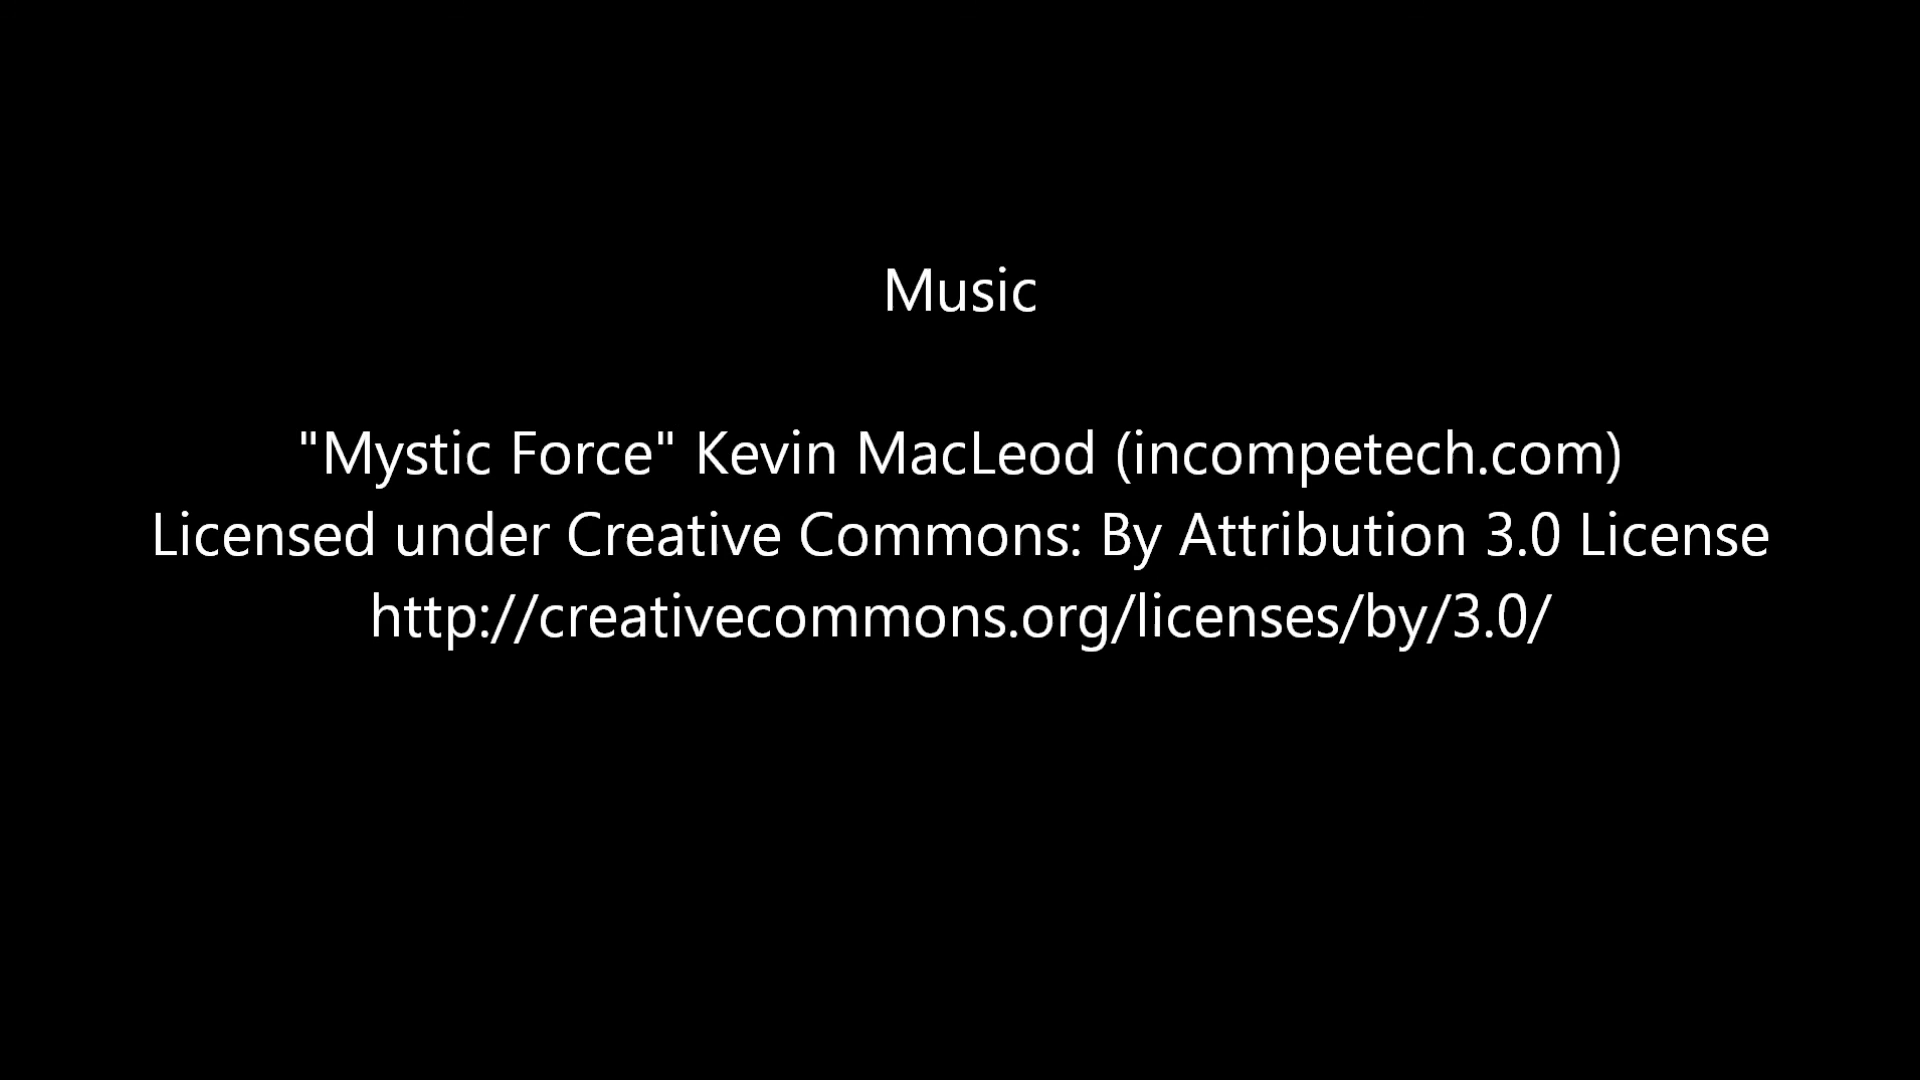 Music
"Mystic Force" Kevin MacLeod (incompetech.com)
Licensed under Creative Commons: By Attribution 3.0 License
http://creativecommons.org/licenses/by/3.0/